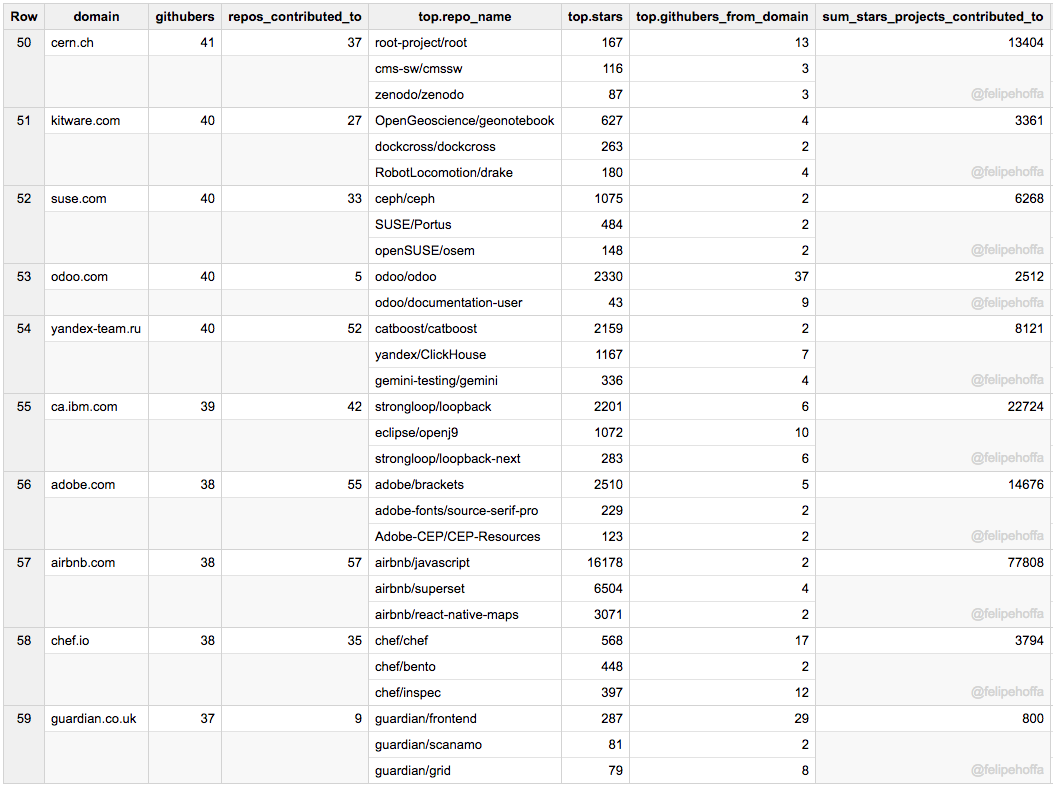 Row domain githubers repos_contributed_to top.repo_name top.stars top.githubers_from_domain sum_stars_projects_contributed_to
50 cern.ch 41 37 root-project/root 167 13 13404
cms-sw/cmssw 116 3
zenodo/zenodo 87 3 @felipehoffa
51 kitware.com 40 27 OpenGeoscience/geonotebook 627 4 3361
dockcross/dockcross 263 2
RobotLocomotion/drake 180 4 @felipehoffa
52 suse.com 40 33 ceph/ceph 1075 2 6268
SUSE/Portus 484 2
openSUSE/osem 148 2 @felipehoffa
53 odoo.com 40 5 odoo/odoo 2330 37 2512
odoo/documentation-user 43 9 @felipehoffa
54 yandex-team.ru 40 52 catboost/catboost 2159 2 8121
yandex/ClickHouse 1167 7
gemini-testing/gemini 336 4 @felipehoffa
55 ca.ibm.com 39 42 strongloop/loopback 2201 6 22724
eclipse/openj9 1072 10
strongloop/loopback-next 283 6 @felipehoffa
56 adobe.com 38 55 adobe/brackets 2510 5 14676
adobe-fonts/source-serif-pro 229 2
Adobe-CEP/CEP-Resources 123 2 @felipehoffa
57 airbnb.com 38 57 airbnb/javascript 16178 2 77808
airbnb/superset 6504 4
airbnb/react-native-maps 3071 2 @felipehoffa
58 chef.io 38 35 chef/chef 568 17 3794
chef/bento 448 2
chef/inspec 397 12 @felipehoffa
59 guardian.co.uk 37 9 guardian/frontend 287 29 800
guardian/scanamo 81 2
guardian/grid 79 8 @felipehoffa